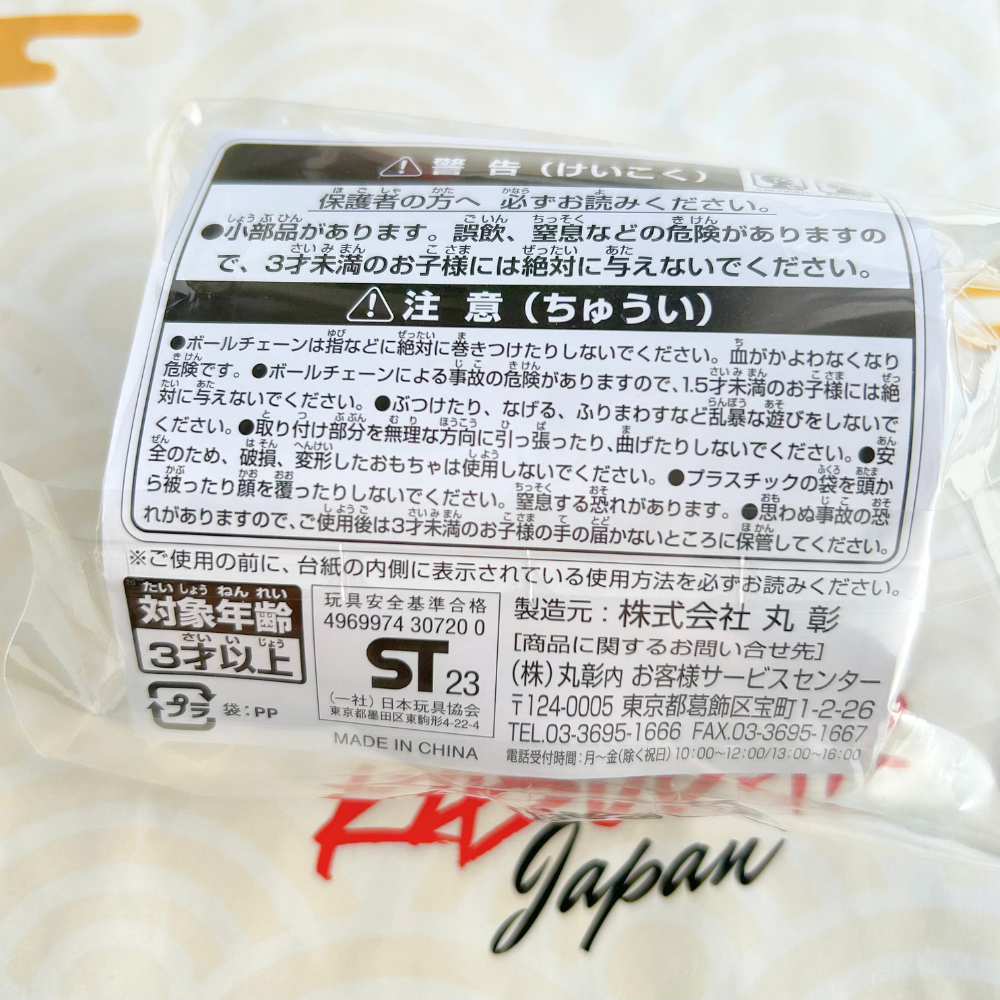 警告（けいこく）
保護者の方へ 必ずお読みください。
●小部品があります。誤飲、窒息などの危険がありますの
で、3才未満のお子様には絶対に与えないでください。
注意（ちゅうい）
●ボールチェーンは指などに絶対に巻きつけたりしないでください。血がかよわなくなり
危険です。●ボールチェーンによる事故の危険がありますので、1.5才未満のお子様には絶
対に与えないでください。●ぶつけたり、なげる、ふりまわすなど乱暴な遊びをしないで
ください。●取り付け部分を無理な方向に引っ張ったり、曲げたりしないでください。●安
全のため、破損、変形したおもちゃは使用しないでください。●プラスチックの袋を頭か
ら被ったり顔を覆ったりしないでください。窒息する恐れがあります。●思わぬ事故の恐
れがありますので、ご使用後は3才未満のお子様の手の届かないところに保管してください。
※ご使用の前に、台紙の内側に表示されている使用方法を必ずお読みください。
対象年齢
3才以上
プラ 袋：PP
玩具安全基準合格
4969974 30720 0
ST 23
（一社）日本玩具協会
東京都墨田区東駒形4-22-4
MADE IN CHINA
製造元：株式会社 丸彰
[商品に関するお問い合せ先]
（株）丸彰内 お客様サービスセンター
〒124-0005 東京都葛飾区宝町1-2-26
TEL.03-3695-1666 FAX.03-3695-1667
電話受付時間：月～金（除く祝日）10：00～12：00/13：00～16：00
Japan